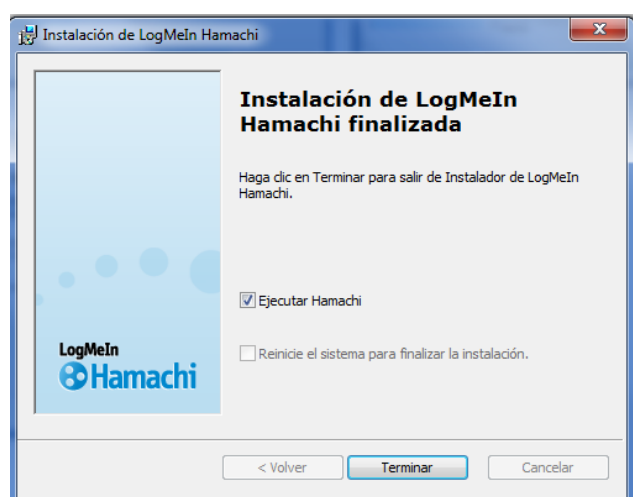 Instalación de LogMeIn Hamachi
x
Instalación de LogMeIn
Hamachi finalizada
Haga clic en Terminar para salir de Instalador de LogMeIn
Hamachi.
Ejecutar Hamachi
Reinicie el sistema para finalizar la instalación.
LogMeIn
Hamachi
< Volver
Terminar
Cancelar